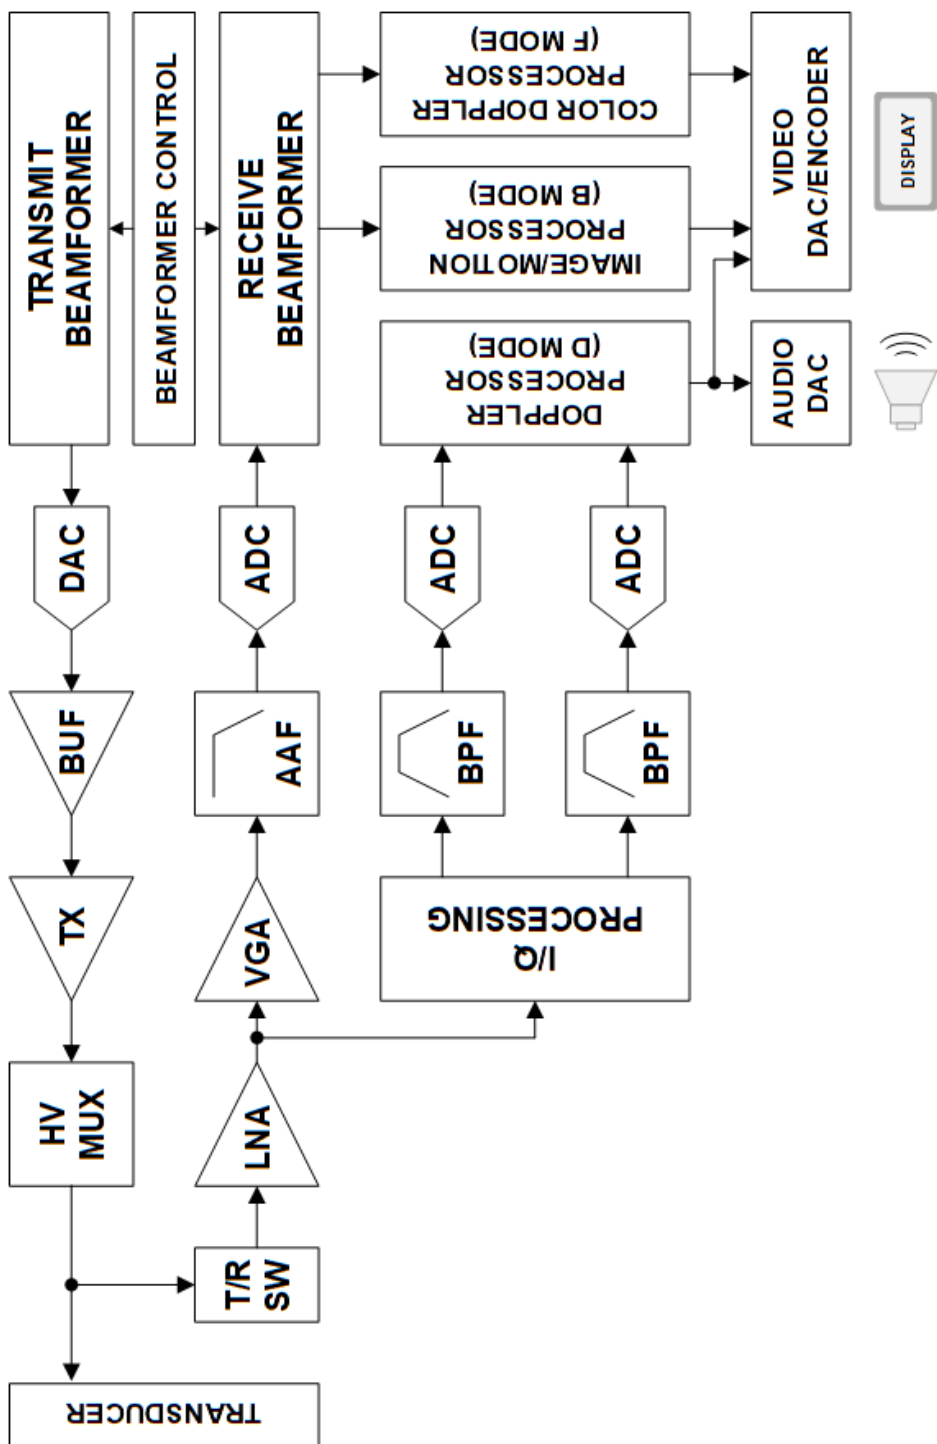 TRANSMIT
BEAMFORMER
BEAMFORMER CONTROL
RECEIVE
BEAMFORMER
COLOR DOPPLER
PROCESSOR
(F MODE)
IMAGE/MOTION
PROCESSOR
(B MODE)
DOPPLER
PROCESSOR
(D MODE)
VIDEO
DAC/ENCODER
DISPLAY
AUDIO
DAC
DAC
ADC
ADC
ADC
BUF
AAF
BPF
BPF
TX
VGA
I/Q
PROCESSING
HV
MUX
LNA
T/R
SW
TRANSDUCER